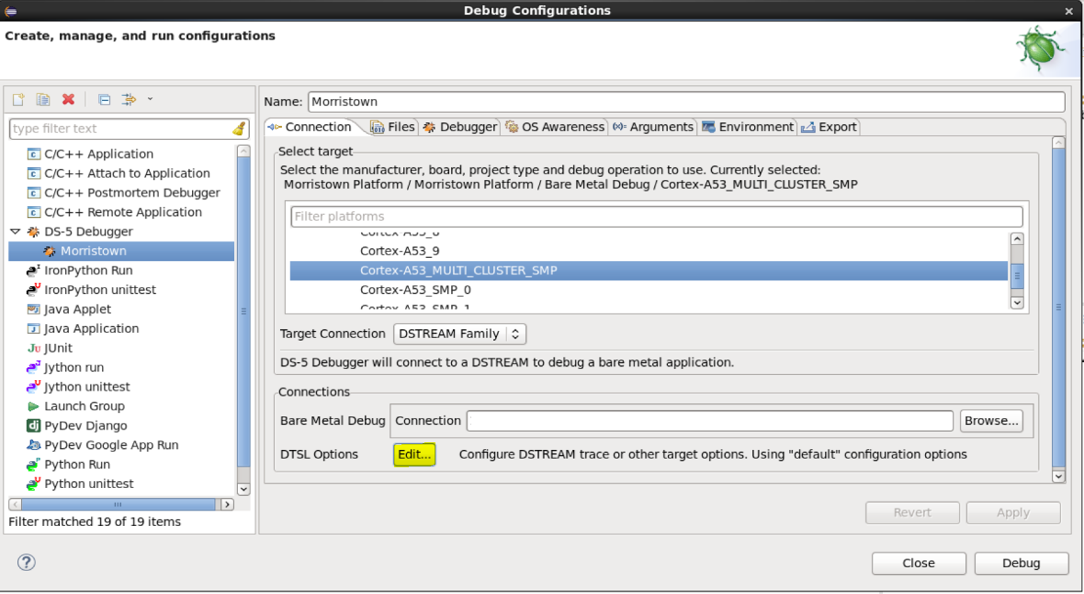 Debug Configurations
Create, manage, and run configurations
type filter text
C/C++ Application
C/C++ Attach to Application
C/C++ Postmortem Debugger
C/C++ Remote Application
DS-5 Debugger
Morristown
IronPython Run
IronPython unittest
Java Applet
Java Application
Ju JUnit
Jython run
Jython unittest
Launch Group
PyDev Django
PyDev Google App Run
Python Run
Python unittest
Filter matched 19 of 19 items
Name: Morristown
Connection Files Debugger OS Awareness Arguments Environment Export
Select target
Select the manufacturer, board, project type and debug operation to use. Currently selected:
Morristown Platform / Morristown Platform / Bare Metal Debug / Cortex-A53_MULTI_CLUSTER_SMP
Filter platforms
Cortex-A53_8
Cortex-A53_9
Cortex-A53_MULTI_CLUSTER_SMP
Cortex-A53_SMP_0
Cortex-A53_SMP_1
Target Connection DSTREAM Family
DS-5 Debugger will connect to a DSTREAM to debug a bare metal application.
Connections
Bare Metal Debug Connection Browse...
DTSL Options Edit... Configure DSTREAM trace or other target options. Using "default" configuration options
Revert Apply
Close Debug